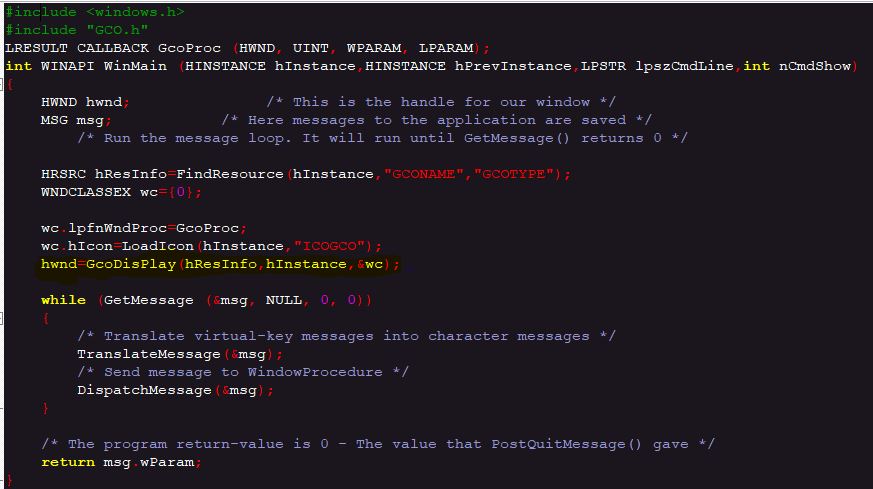 #include <windows.h>
#include "GCO.h"
LRESULT CALLBACK GcoProc (HWND, UINT, WPARAM, LPARAM);
int WINAPI WinMain (HINSTANCE hInstance,HINSTANCE hPrevInstance,LPSTR lpszCmdLine,int nCmdShow)
{
    HWND hwnd;               /* This is the handle for our window */
    MSG msg;            /* Here messages to the application are saved */
        /* Run the message loop. It will run until GetMessage() returns 0 */
    HRSRC hResInfo=FindResource(hInstance,"GCONAME","GCOTYPE");
    WNDCLASSEX wc={0};
    wc.lpfnWndProc=GcoProc;
    wc.hIcon=LoadIcon(hInstance,"ICOGCO");
    hwnd=GcoDisPlay(hResInfo,hInstance,&wc);
    while (GetMessage (&msg, NULL, 0, 0))
    {
        /* Translate virtual-key messages into character messages */
        TranslateMessage(&msg);
        /* Send message to WindowProcedure */
        DispatchMessage(&msg);
    }
    /* The program return-value is 0 - The value that PostQuitMessage() gave */
    return msg.wParam;
}